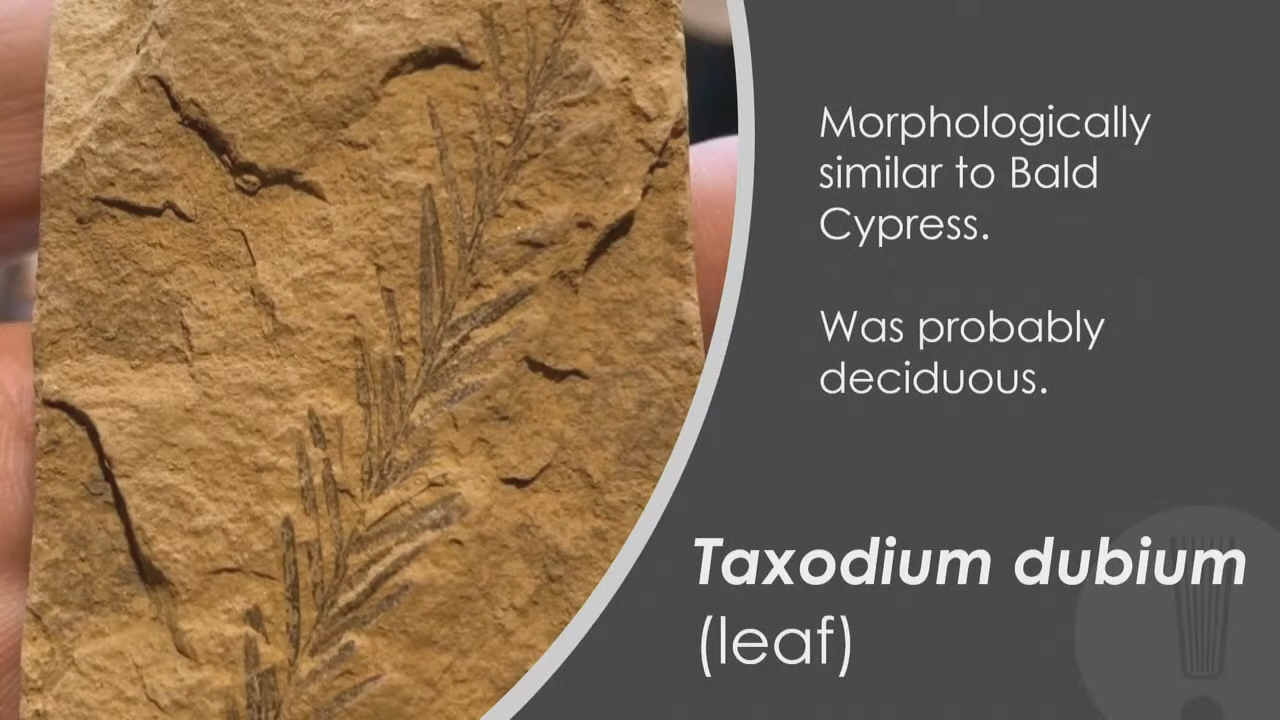 Morphologically
similar to Bald
Cypress.
Was probably
deciduous.
Taxodium dubium
(leaf)